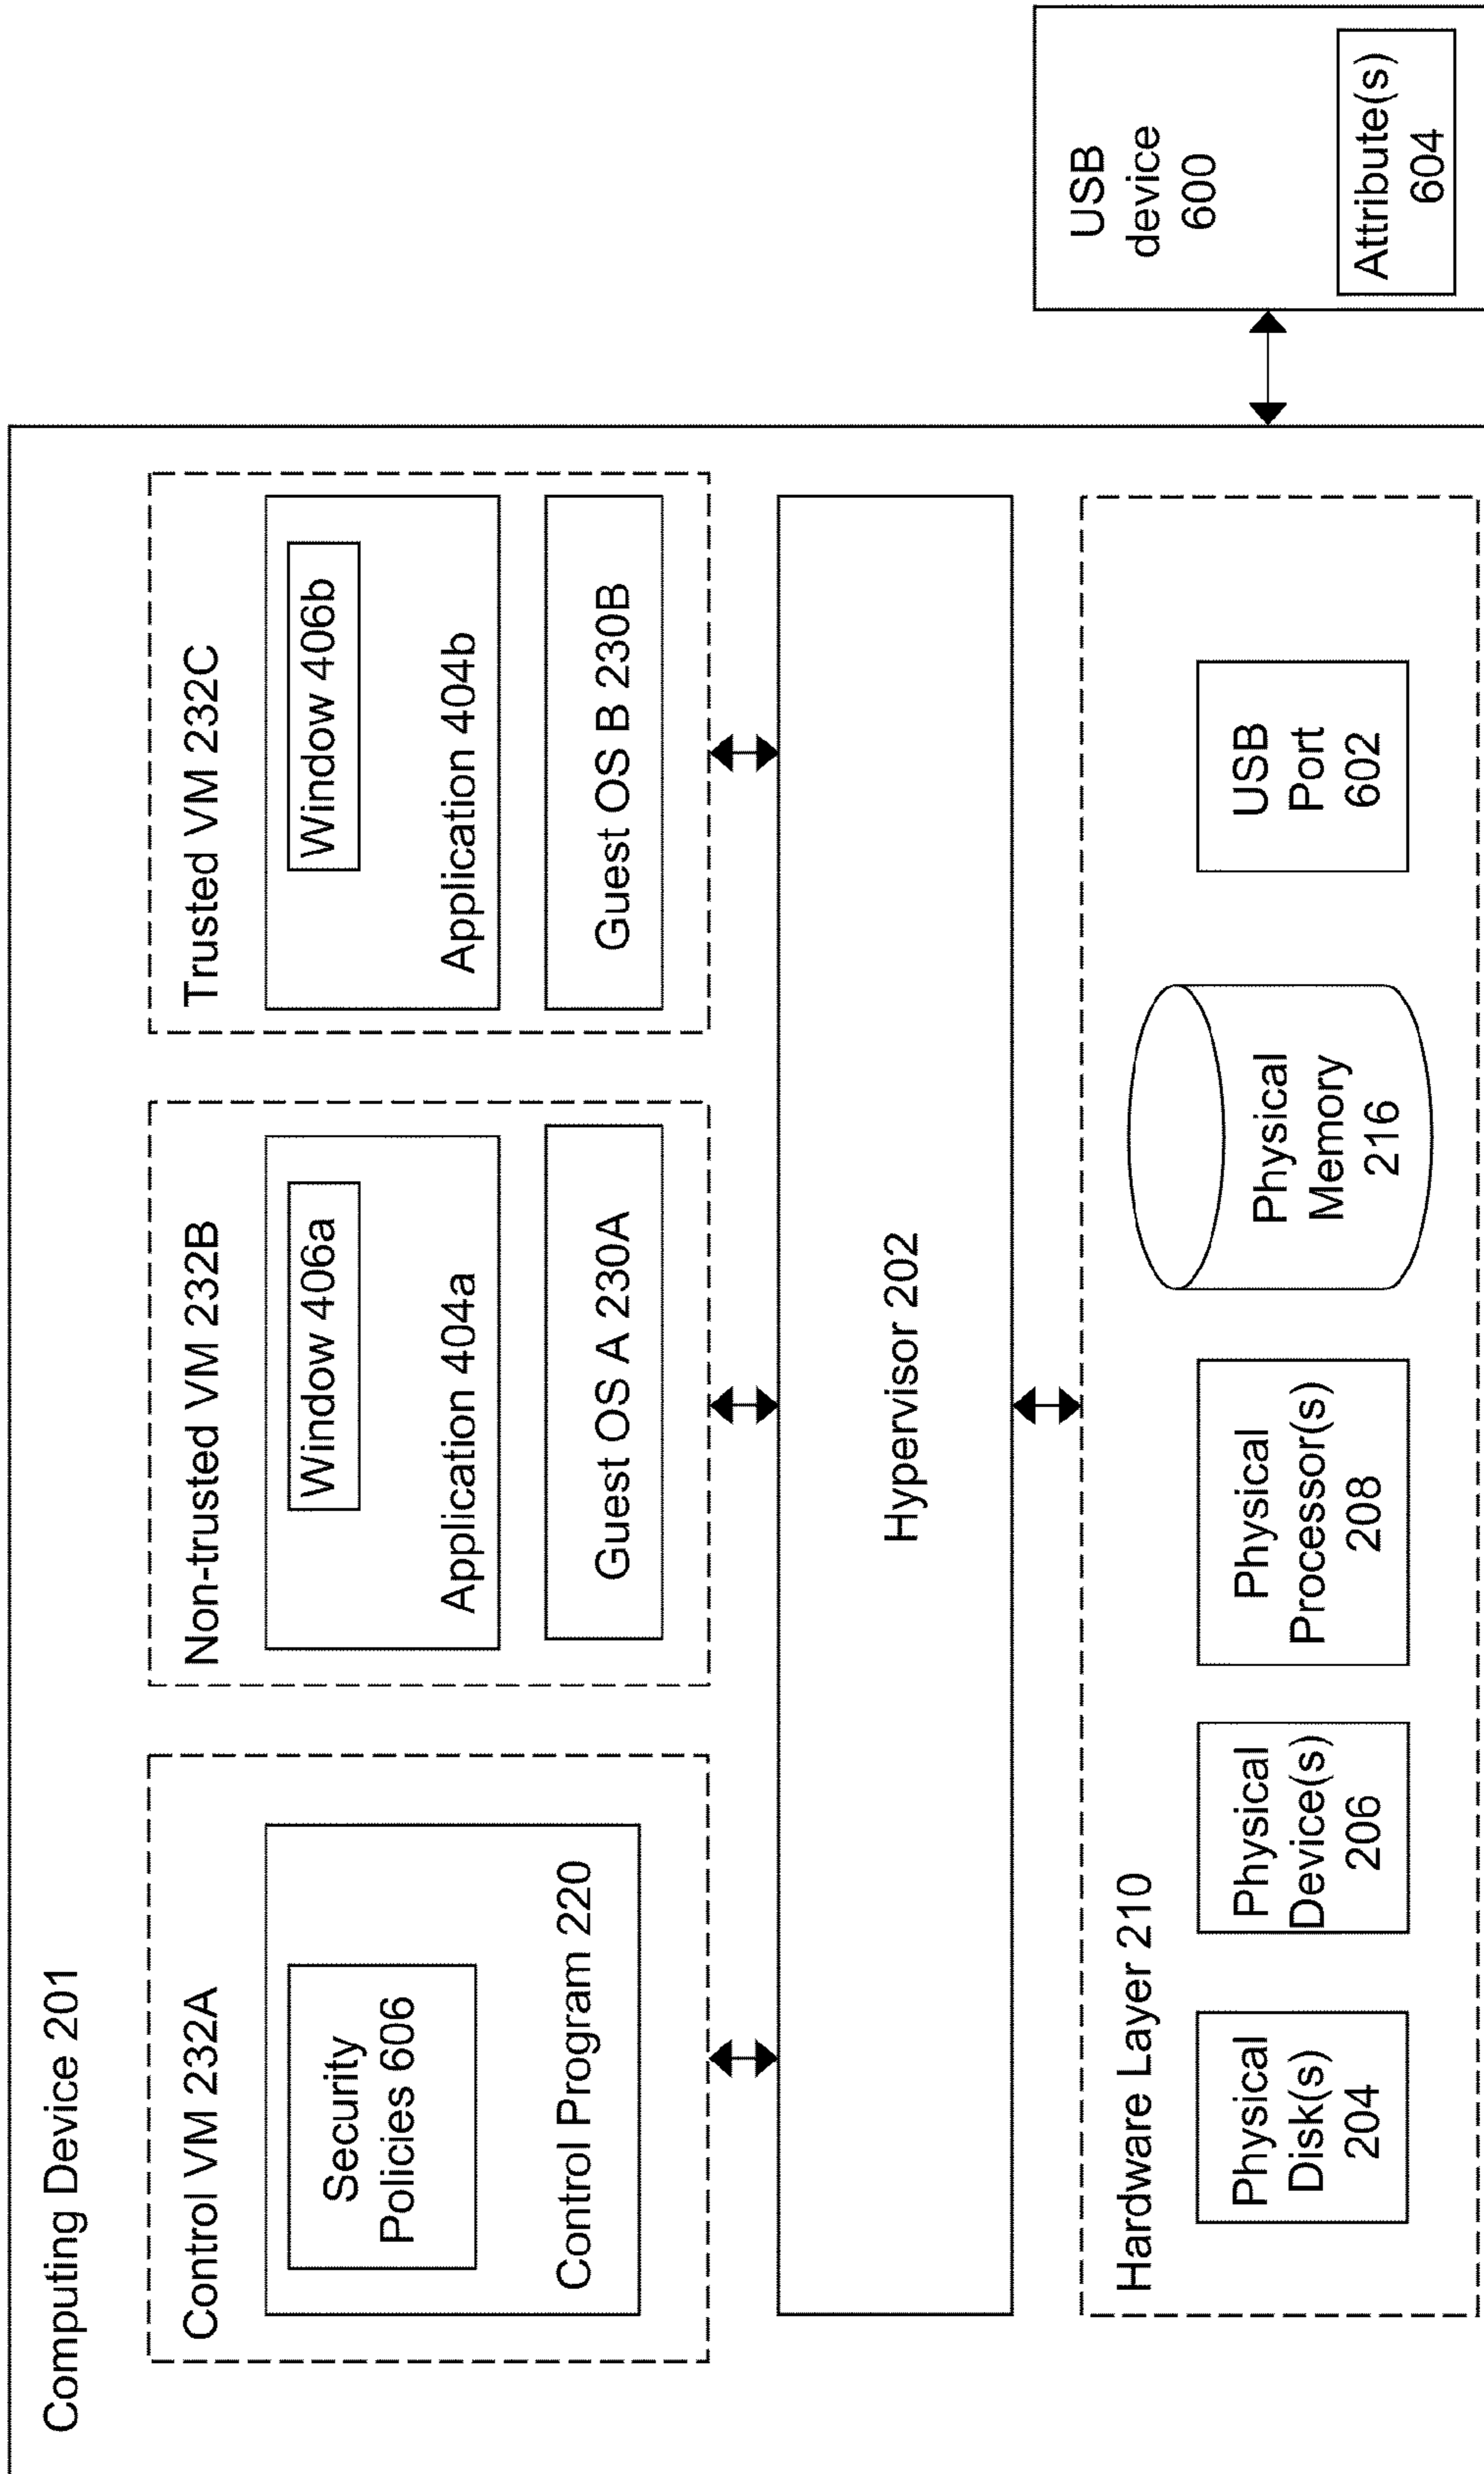 Computing Device 201
Control VM 232A
Security
Policies 606
Control Program 220
Non-trusted VM 232B
Window 406a
Application 404a
Guest OS A 230A
Trusted VM 232C
Window 406b
Application 404b
Guest OS B 230B
Hypervisor 202
Hardware Layer 210
Physical
Disk(s)
204
Physical
Device(s)
206
Physical
Processor(s)
208
Physical
Memory
216
USB
Port
602
USB
device
600
Attribute(s)
604